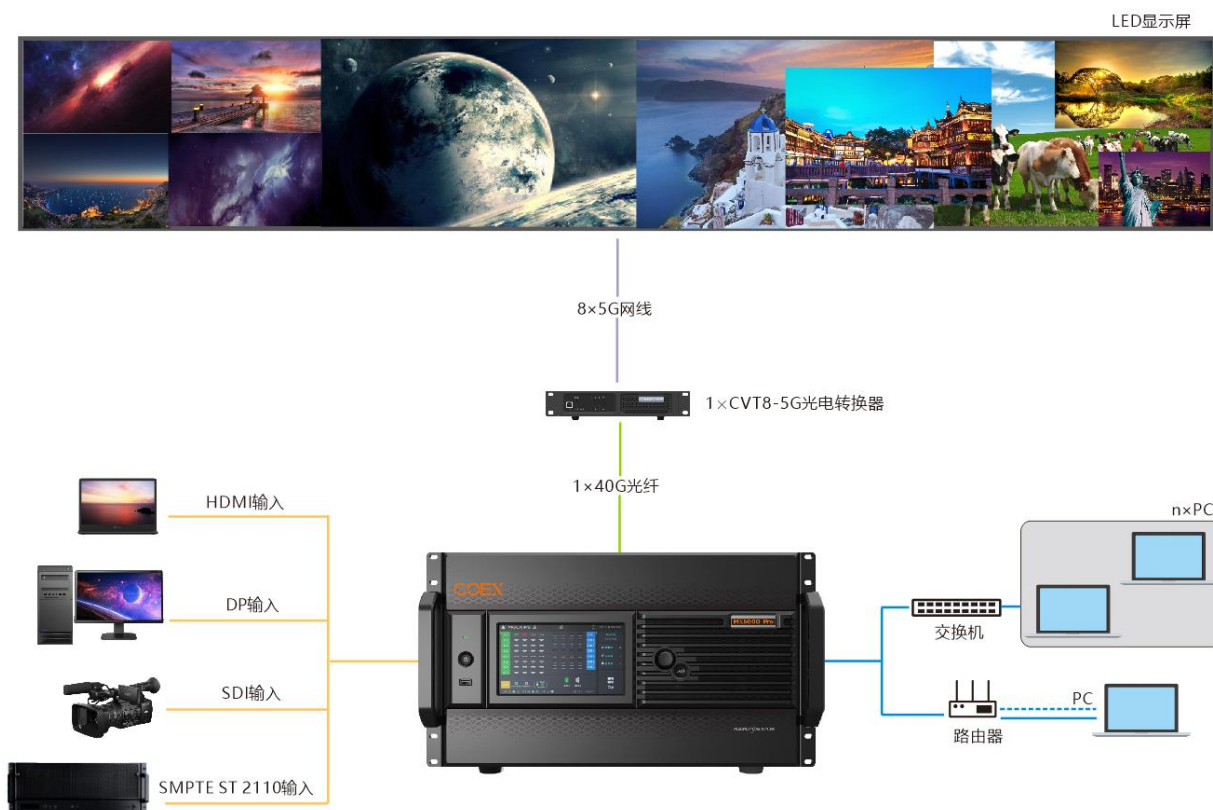 LED显示屏
8×5G网线
1×CVT8-5G光电转换器
1×40G光纤
HDMI输入
DP输入
SDI输入
SMPTE ST 2110输入
COEX
MX6000 Pro
n×PC
交换机
PC
路由器